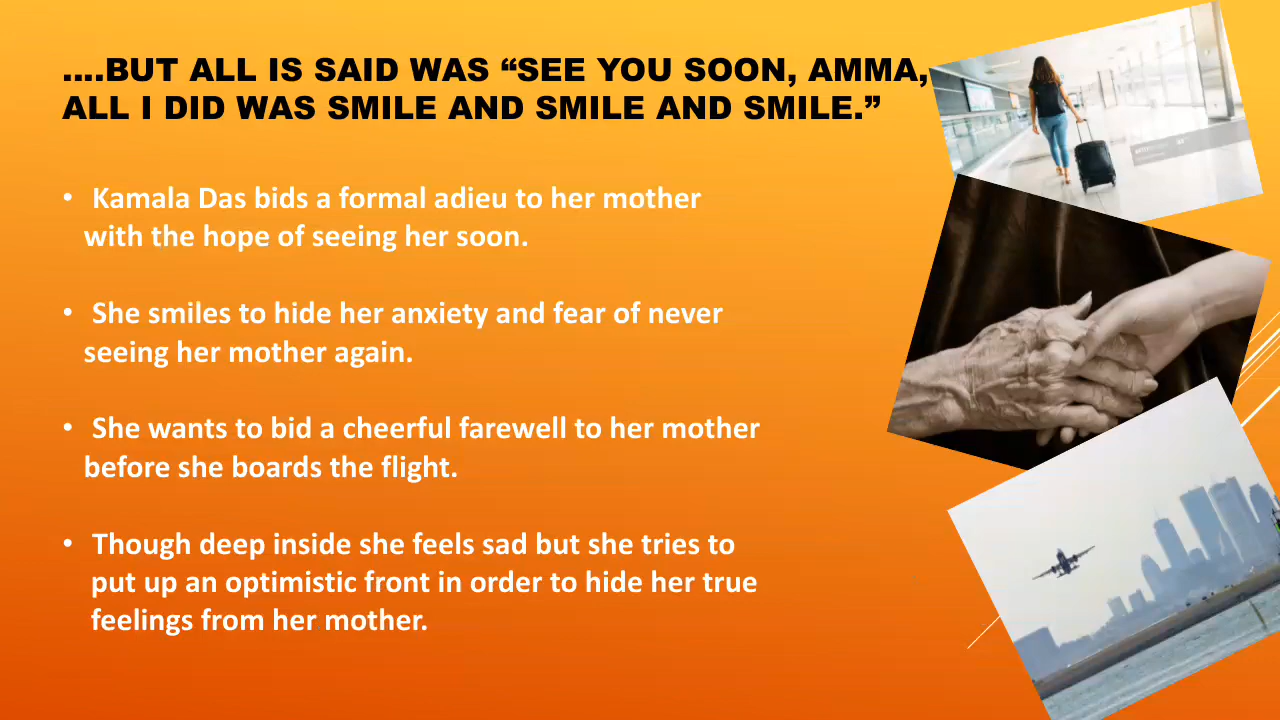 ....BUT ALL IS SAID WAS “SEE YOU SOON, AMMA,
ALL I DID WAS SMILE AND SMILE AND SMILE.”
• Kamala Das bids a formal adieu to her mother
with the hope of seeing her soon.
• She smiles to hide her anxiety and fear of never
seeing her mother again.
• She wants to bid a cheerful farewell to her mother
before she boards the flight.
• Though deep inside she feels sad but she tries to
put up an optimistic front in order to hide her true
feelings from her mother.